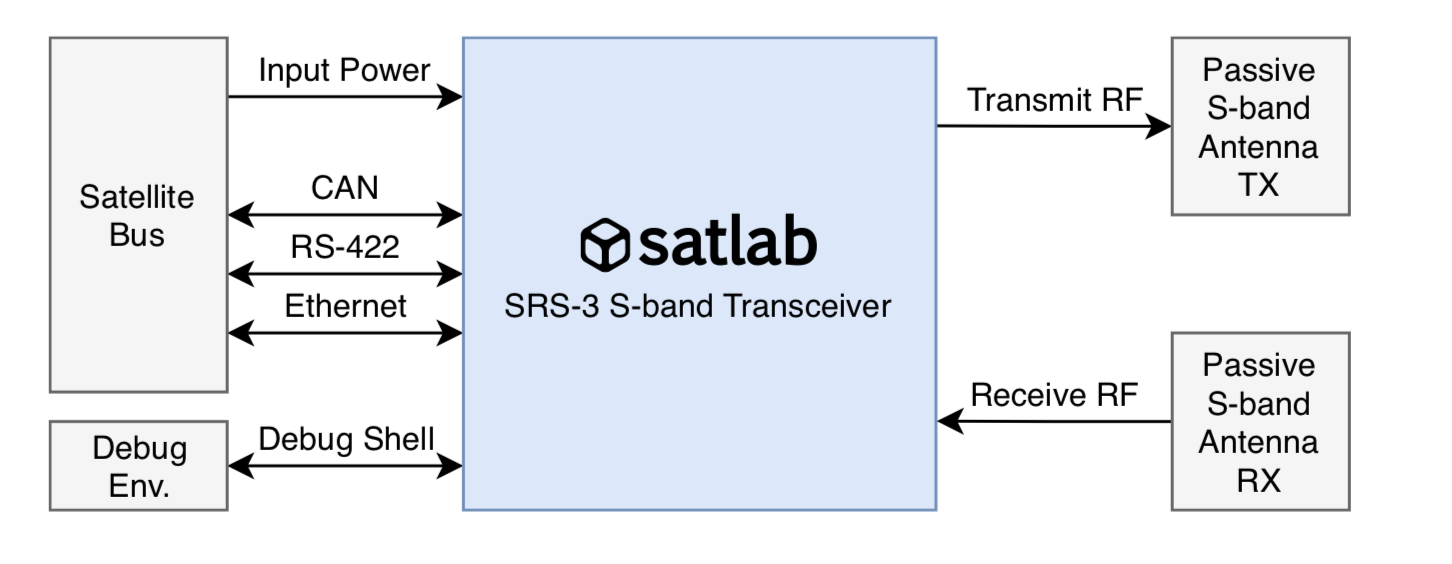 Satellite
Bus
Input Power
CAN
RS-422
Ethernet
Debug
Env.
Debug Shell
satlab
SRS-3 S-band Transceiver
Transmit RF
Passive
S-band
Antenna
TX
Receive RF
Passive
S-band
Antenna
RX